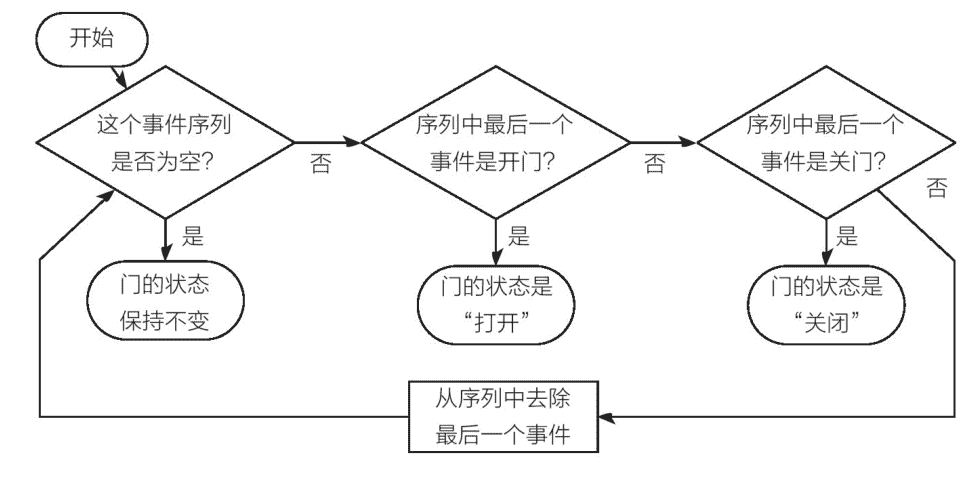 开始
这个事件序列
是否为空？
否
序列中最后一个
事件是开门？
否
序列中最后一个
事件是关门？
否
是
门的状态
保持不变
是
门的状态是
“打开”
是
门的状态是
“关闭”
从序列中去除
最后一个事件